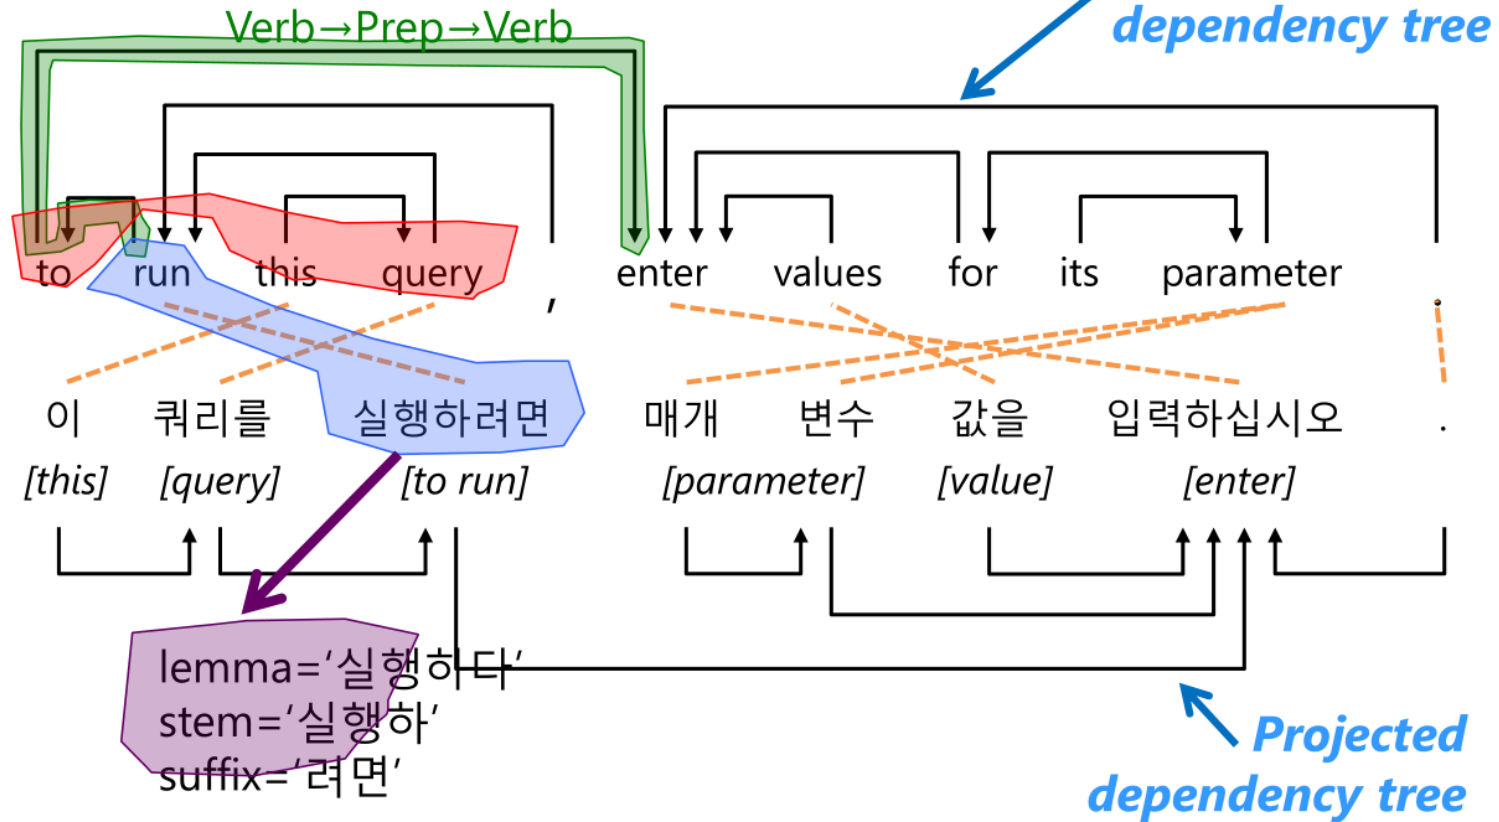 Verb→Prep→Verb
dependency tree
to run this query , enter values for its parameter .
이 쿼리를 실행하려면 매개 변수 값을 입력하십시오 .
[this] [query] [to run] [parameter] [value] [enter]
lemma=‘실행하다’
stem=‘실행하’
suffix=‘려면’
Projected
dependency tree